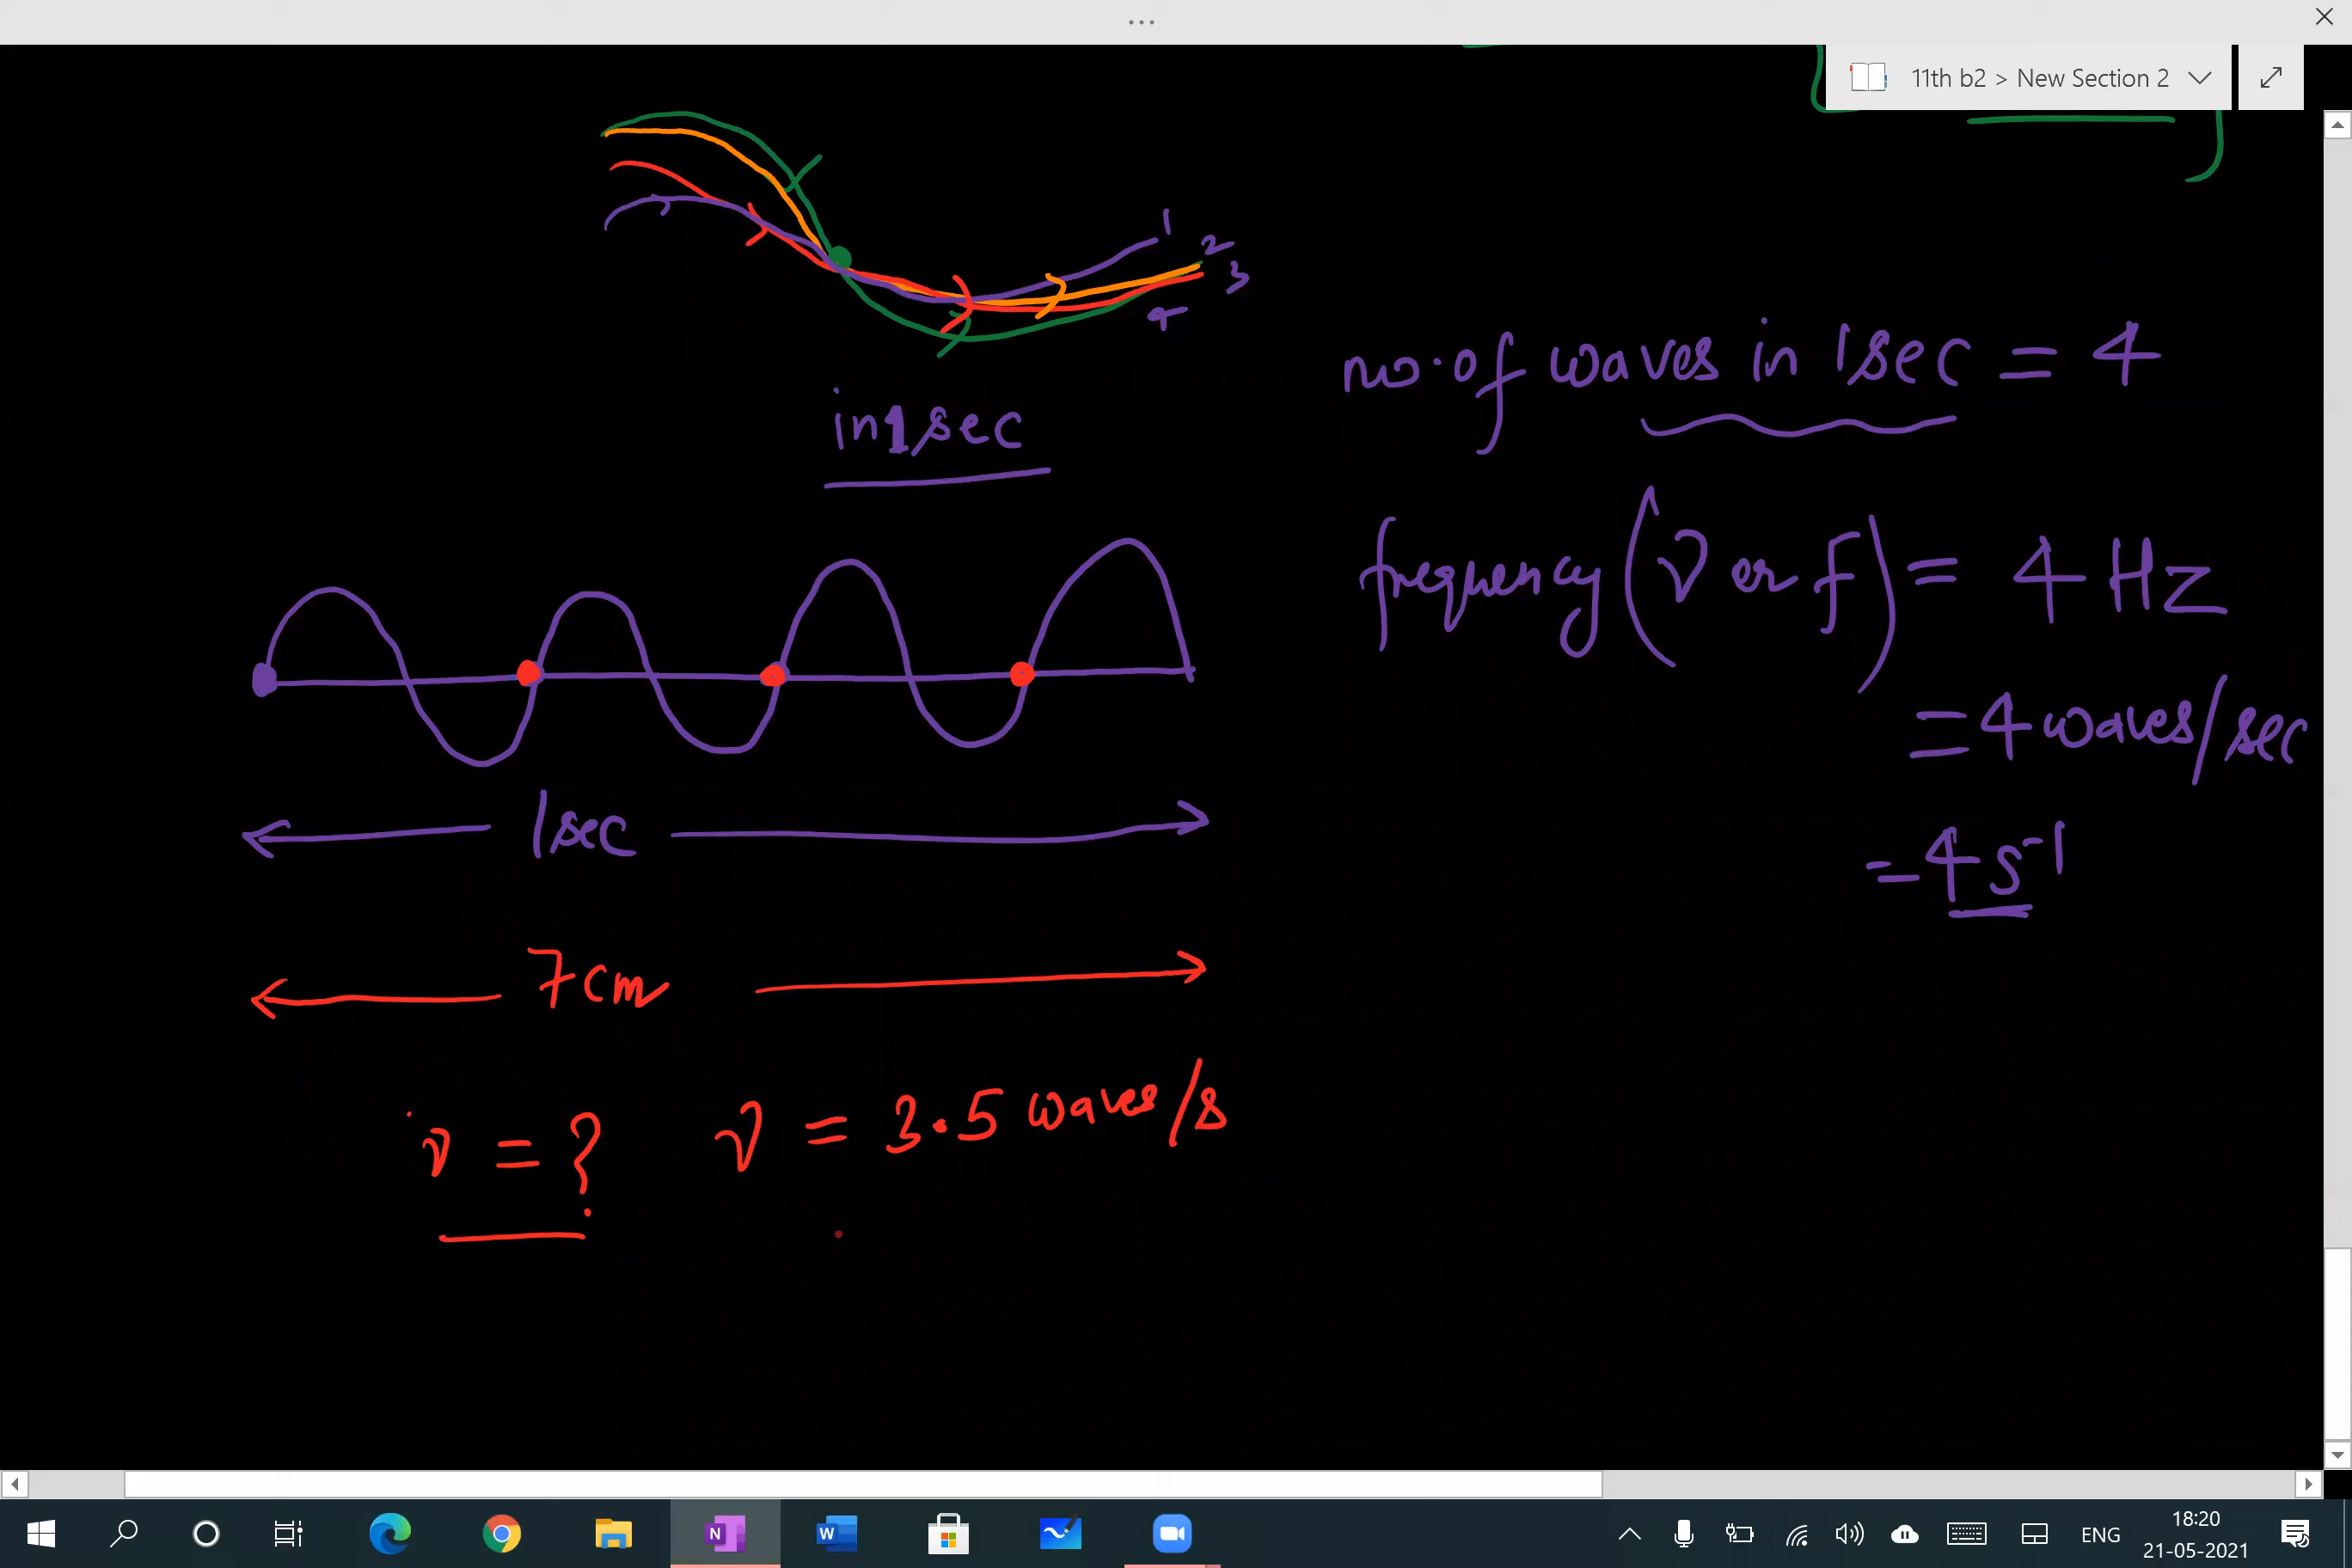 11th b2 > New Section 2
1
2
3
4
in 1 sec
no. of waves in 1 sec = 4
frequency (ν or f) = 4 Hz
= 4 waves/sec
= 4 s⁻¹
1 sec
7 cm
ν = ?
ν = 3.5 waves/s
ENG
18:20
21-05-2021